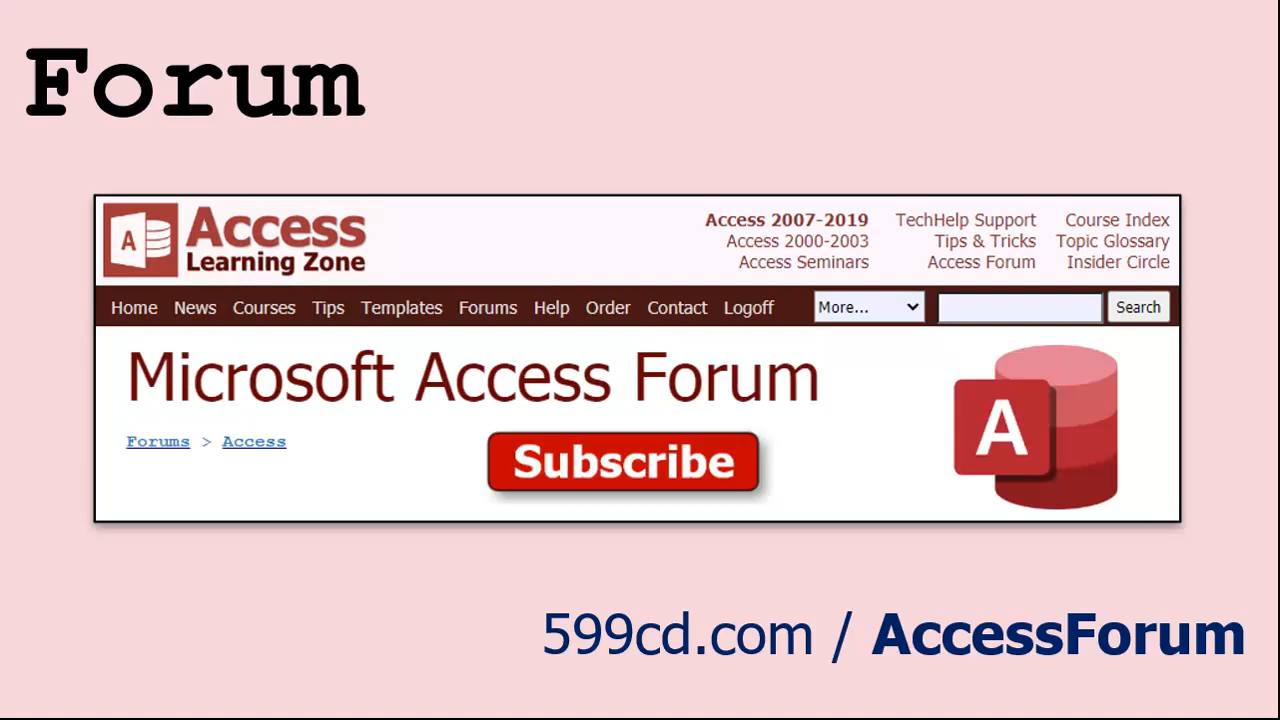 Forum
A Access
Learning Zone
Access 2007-2019 TechHelp Support Course Index
Access 2000-2003 Tips & Tricks Topic Glossary
Access Seminars Access Forum Insider Circle
Home News Courses Tips Templates Forums Help Order Contact Logoff More... Search
Microsoft Access Forum
Forums > Access
Subscribe
A
599cd.com / AccessForum